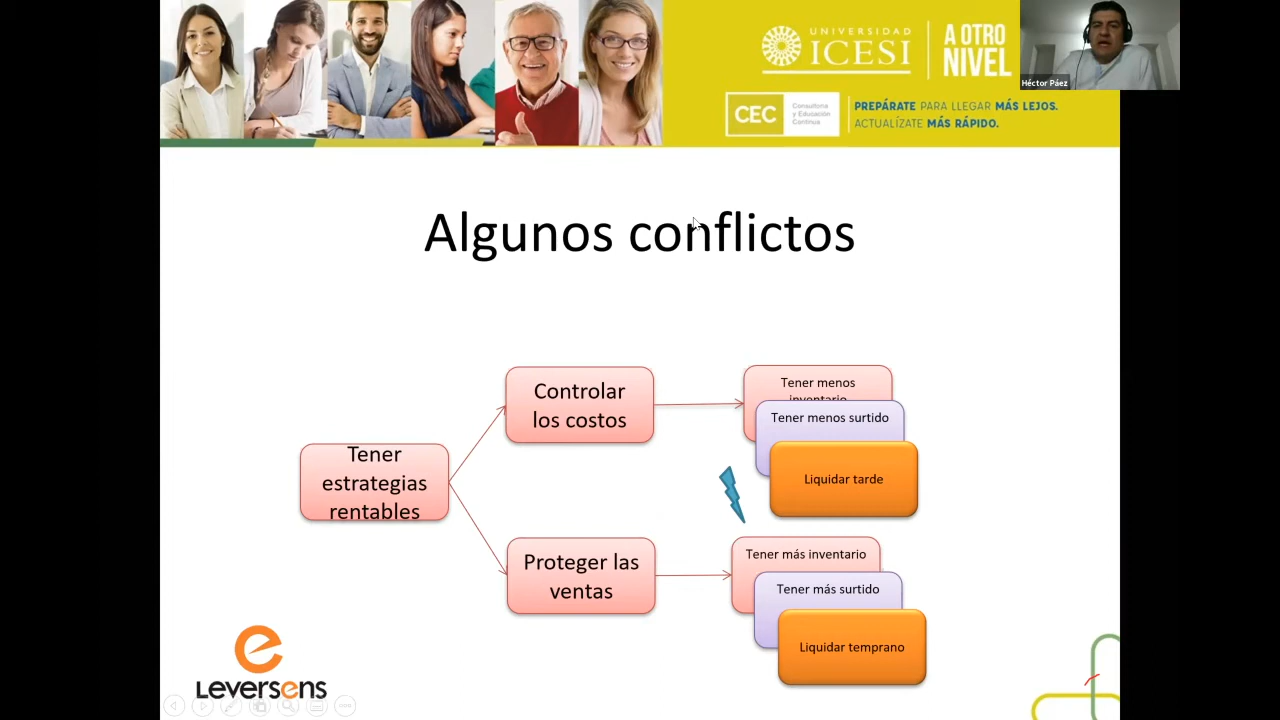 UNIVERSIDAD
ICESI
A OTRO
NIVEL
Héctor Páez
CEC
Consultoría
y Educación
Continua
PREPÁRATE PARA LLEGAR MÁS LEJOS.
ACTUALÍZATE MÁS RÁPIDO.
Algunos conflictos
Controlar
los costos
Tener menos
inventario
Tener menos surtido
Liquidar tarde
Tener
estrategias
rentables
Proteger las
ventas
Tener más inventario
Tener más surtido
Liquidar temprano
Leversens